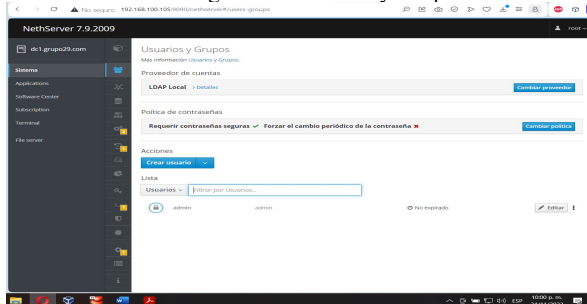 No seguro 192.168.100.105:9090/nethserver#/users-groups
NethServer 7.9.2009
root
dc1.grupo29.com
Sistema
Applications
Software Center
Subscription
Terminal
File server
Usuarios y Grupos
Más información Usuarios y Grupos.
Proveedor de cuentas
LDAP Local > Detalles
Cambiar proveedor
Política de contraseñas
Requerir contraseñas seguras ✔ Forzar el cambio periódico de la contraseña ✖
Cambiar política
Acciones
Crear usuario
Lista
Usuarios
Filtrar por Usuarios...
admin admin No expirado Editar
ESP 10:00 p. m.